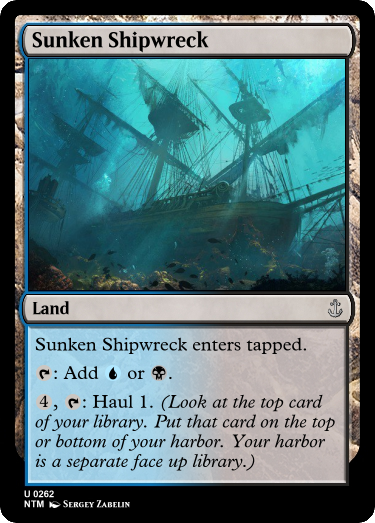 Sunken Shipwreck
Land
Sunken Shipwreck enters tapped.
: Add or .
4, : Haul 1. (Look at the top card
of your library. Put that card on the top
or bottom of your harbor. Your harbor
is a separate face up library.)
U 0262
NTM Sergey Zabelin